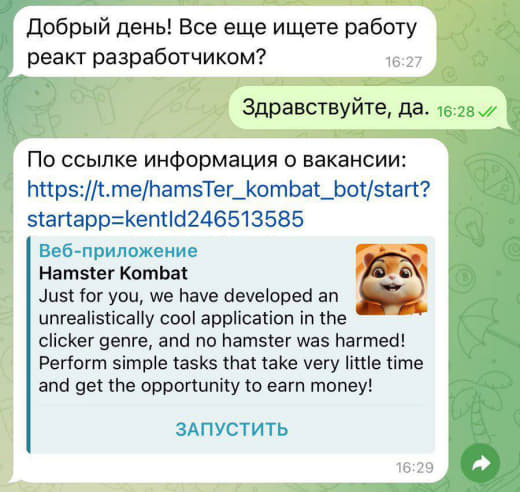 Добрый день! Все еще ищете работу
реакт разработчиком?
16:27
Здравствуйте, да.
16:28
По ссылке информация о вакансии:
https://t.me/hamsTer_kombat_bot/start?
startapp=kentId246513585
Веб-приложение
Hamster Kombat
Just for you, we have developed an
unrealistically cool application in the
clicker genre, and no hamster was harmed!
Perform simple tasks that take very little time
and get the opportunity to earn money!
ЗАПУСТИТЬ
16:29